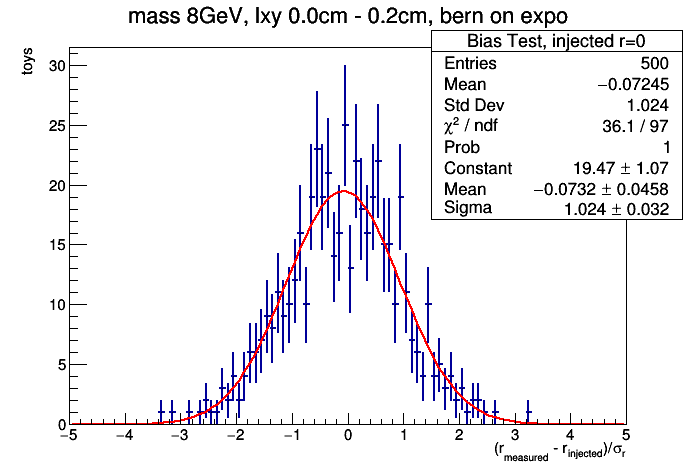 mass 8GeV, lxy 0.0cm - 0.2cm, bern on expo
Bias Test, injected r=0
Entries 500
Mean −0.07245
Std Dev 1.024
χ² / ndf 36.1 / 97
Prob 1
Constant 19.47 ± 1.07
Mean −0.0732 ± 0.0458
Sigma 1.024 ± 0.032
toys
30
25
20
15
10
5
0
−5 −4 −3 −2 −1 0 1 2 3 4 5
(r_measured - r_injected)/σ_r